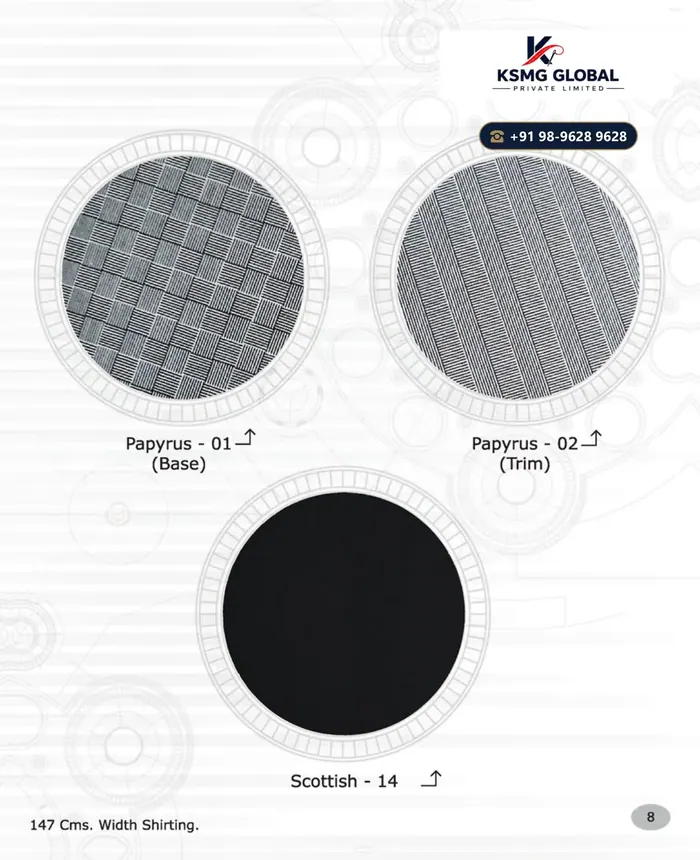 KSMG GLOBAL
PRIVATE LIMITED
+91 98-9628 9628
Papyrus - 01
(Base)
Papyrus - 02
(Trim)
Scottish - 14
147 Cms. Width Shirting.
8